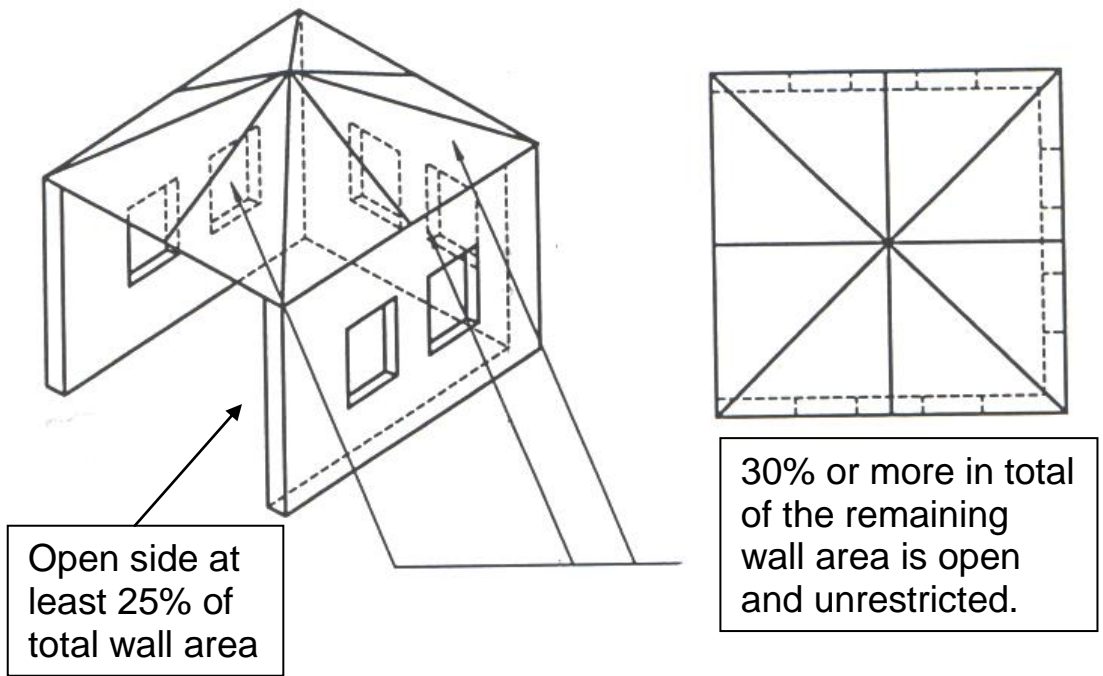 Open side at
least 25% of
total wall area
30% or more in total
of the remaining
wall area is open
and unrestricted.